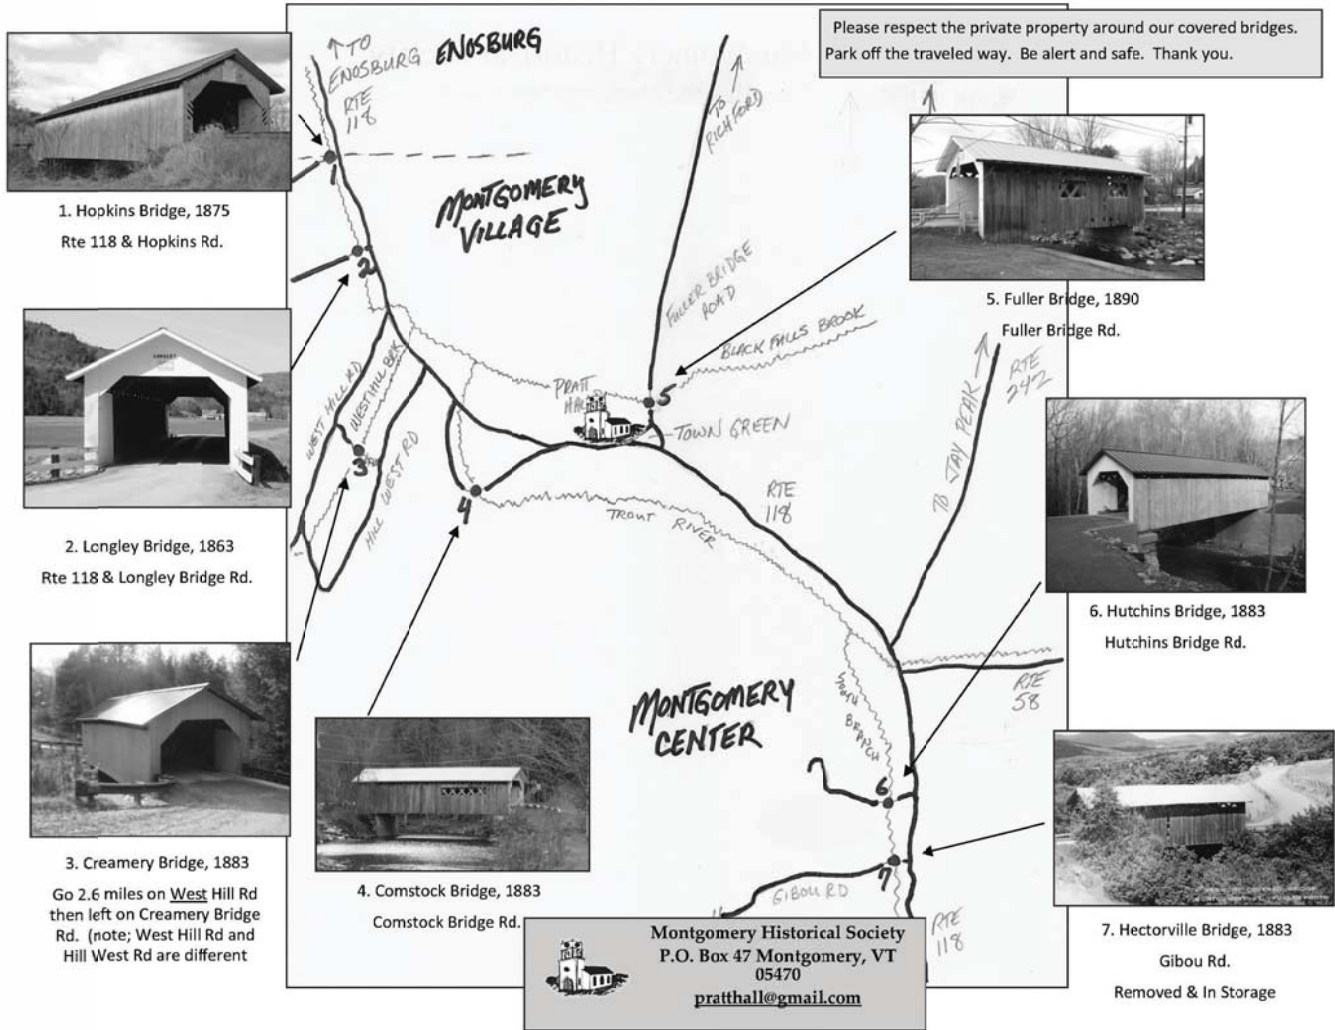 Please respect the private property around our covered bridges.
Park off the traveled way. Be alert and safe. Thank you.
1. Hopkins Bridge, 1875
Rte 118 & Hopkins Rd.
2. Longley Bridge, 1863
Rte 118 & Longley Bridge Rd.
3. Creamery Bridge, 1883
Go 2.6 miles on West Hill Rd
then left on Creamery Bridge
Rd. (note; West Hill Rd and
Hill West Rd are different
4. Comstock Bridge, 1883
Comstock Bridge Rd.
5. Fuller Bridge, 1890
Fuller Bridge Rd.
6. Hutchins Bridge, 1883
Hutchins Bridge Rd.
7. Hectorville Bridge, 1883
Gibou Rd.
Removed & In Storage
TO
ENOSBURG
ENOSBURG
RTE
118
1
MONTGOMERY
VILLAGE
2
TO
RICHFORD
FULLER BRIDGE
ROAD
BLACK FALLS BROOK
5
PRATT
HALL
TOWN GREEN
WEST HILL RD
WEST HILL BRK
3
HILL WEST RD
4
TROUT RIVER
RTE
118
TO JAY PEAK
RTE
242
RTE
58
MONTGOMERY
CENTER
SOUTH
BRANCH
6
7
GIBOU RD
RTE
118
LONGLEY
Montgomery Historical Society
P.O. Box 47 Montgomery, VT
05470
pratthall@gmail.com